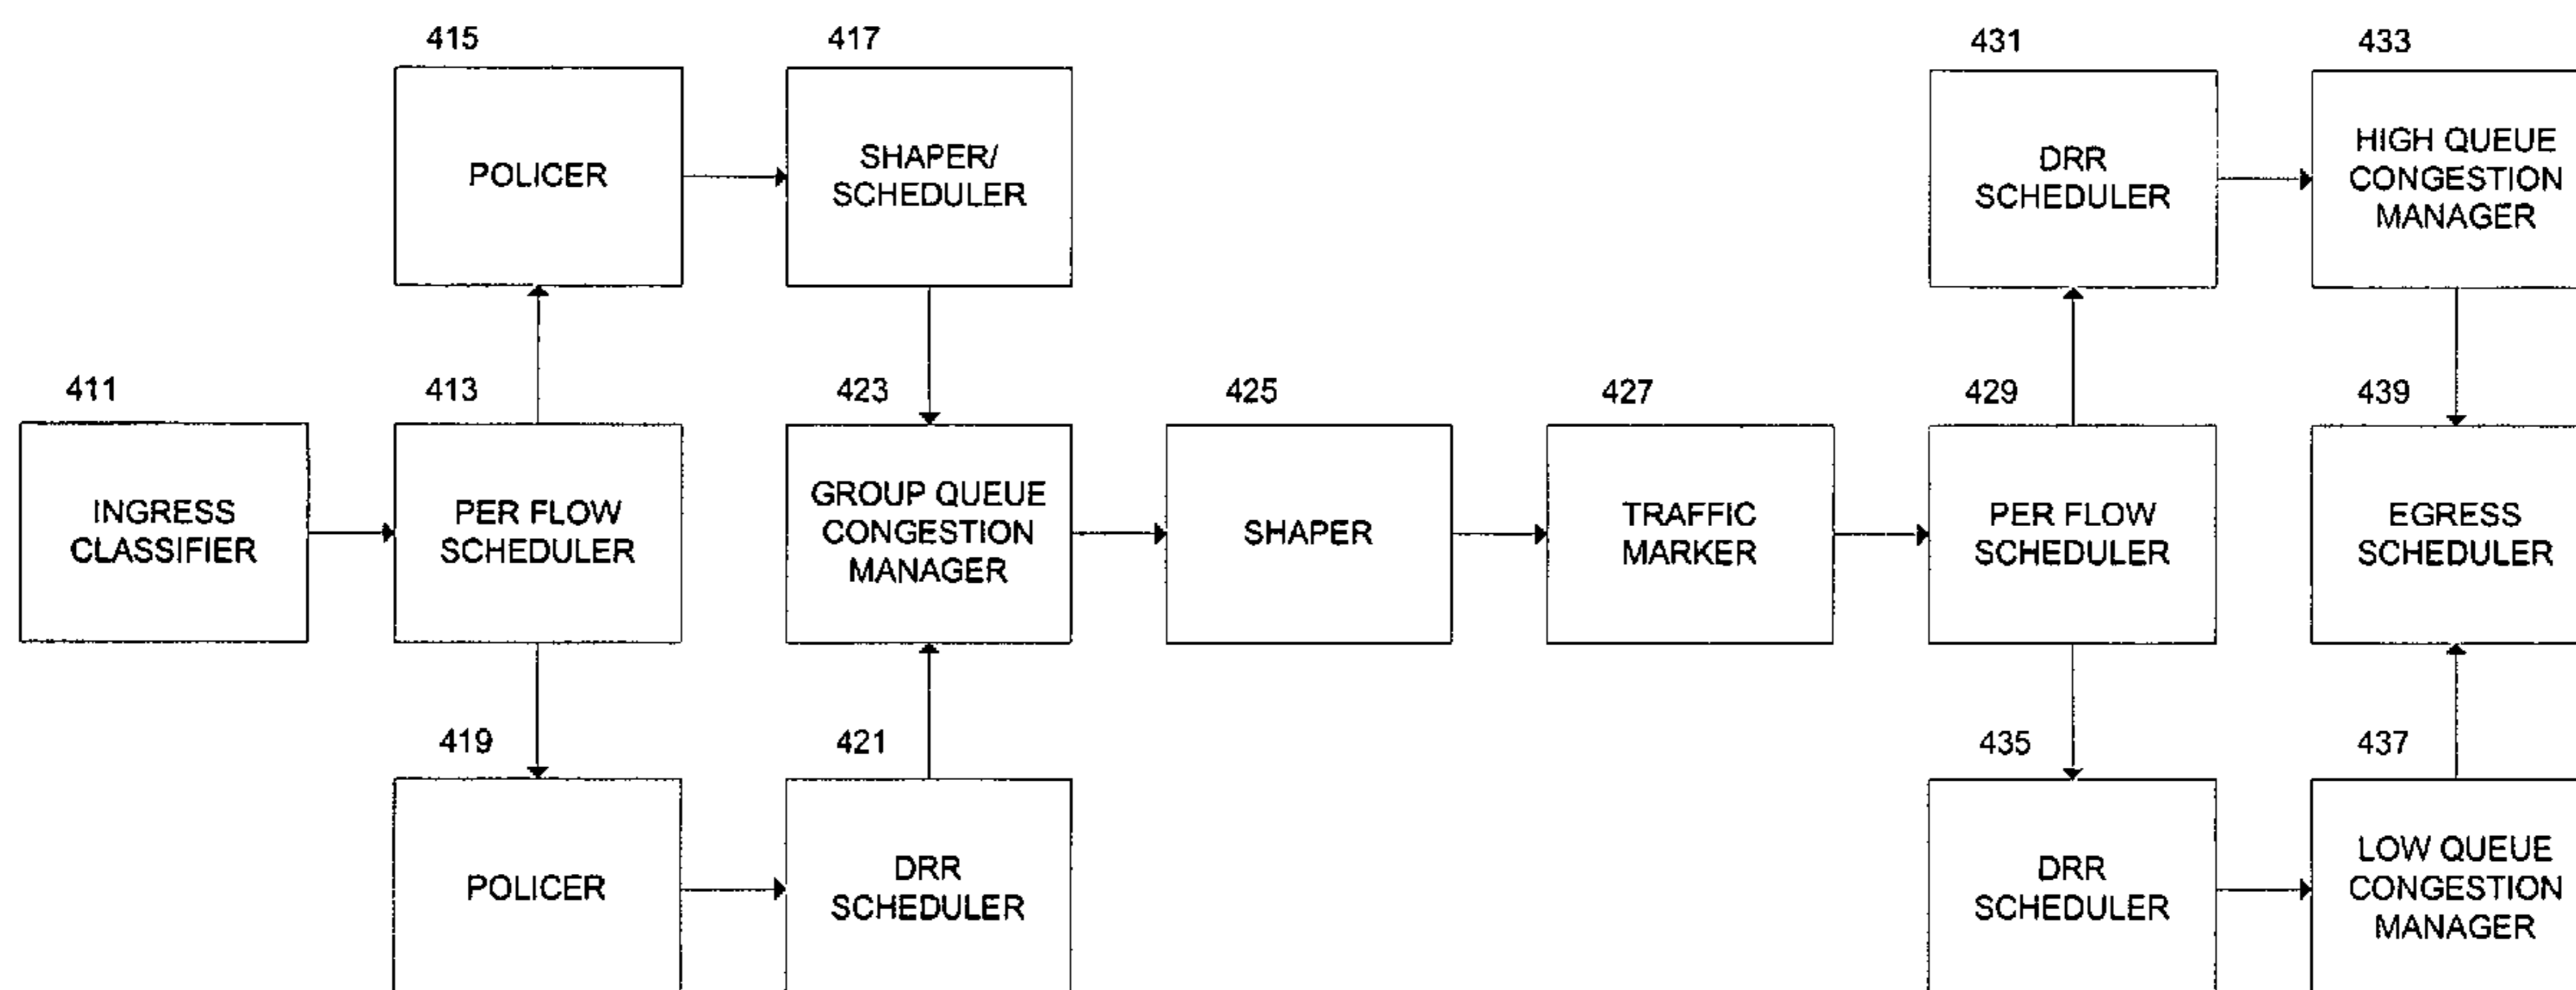 415
417
431
433
POLICER
SHAPER/
SCHEDULER
DRR
SCHEDULER
HIGH QUEUE
CONGESTION
MANAGER
411
413
423
425
427
429
439
INGRESS
CLASSIFIER
PER FLOW
SCHEDULER
GROUP QUEUE
CONGESTION
MANAGER
SHAPER
TRAFFIC
MARKER
PER FLOW
SCHEDULER
EGRESS
SCHEDULER
419
421
435
437
POLICER
DRR
SCHEDULER
DRR
SCHEDULER
LOW QUEUE
CONGESTION
MANAGER